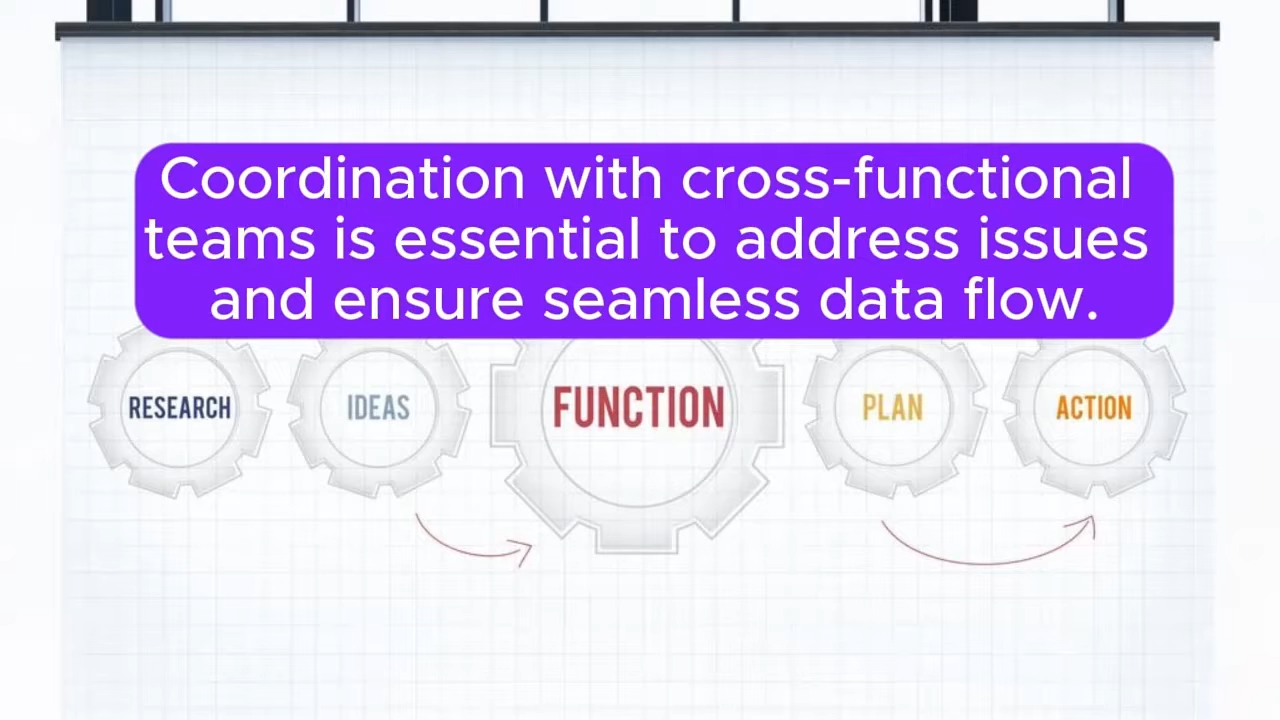 Coordination with cross-functional
teams is essential to address issues
and ensure seamless data flow.
RESEARCH IDEAS FUNCTION PLAN ACTION